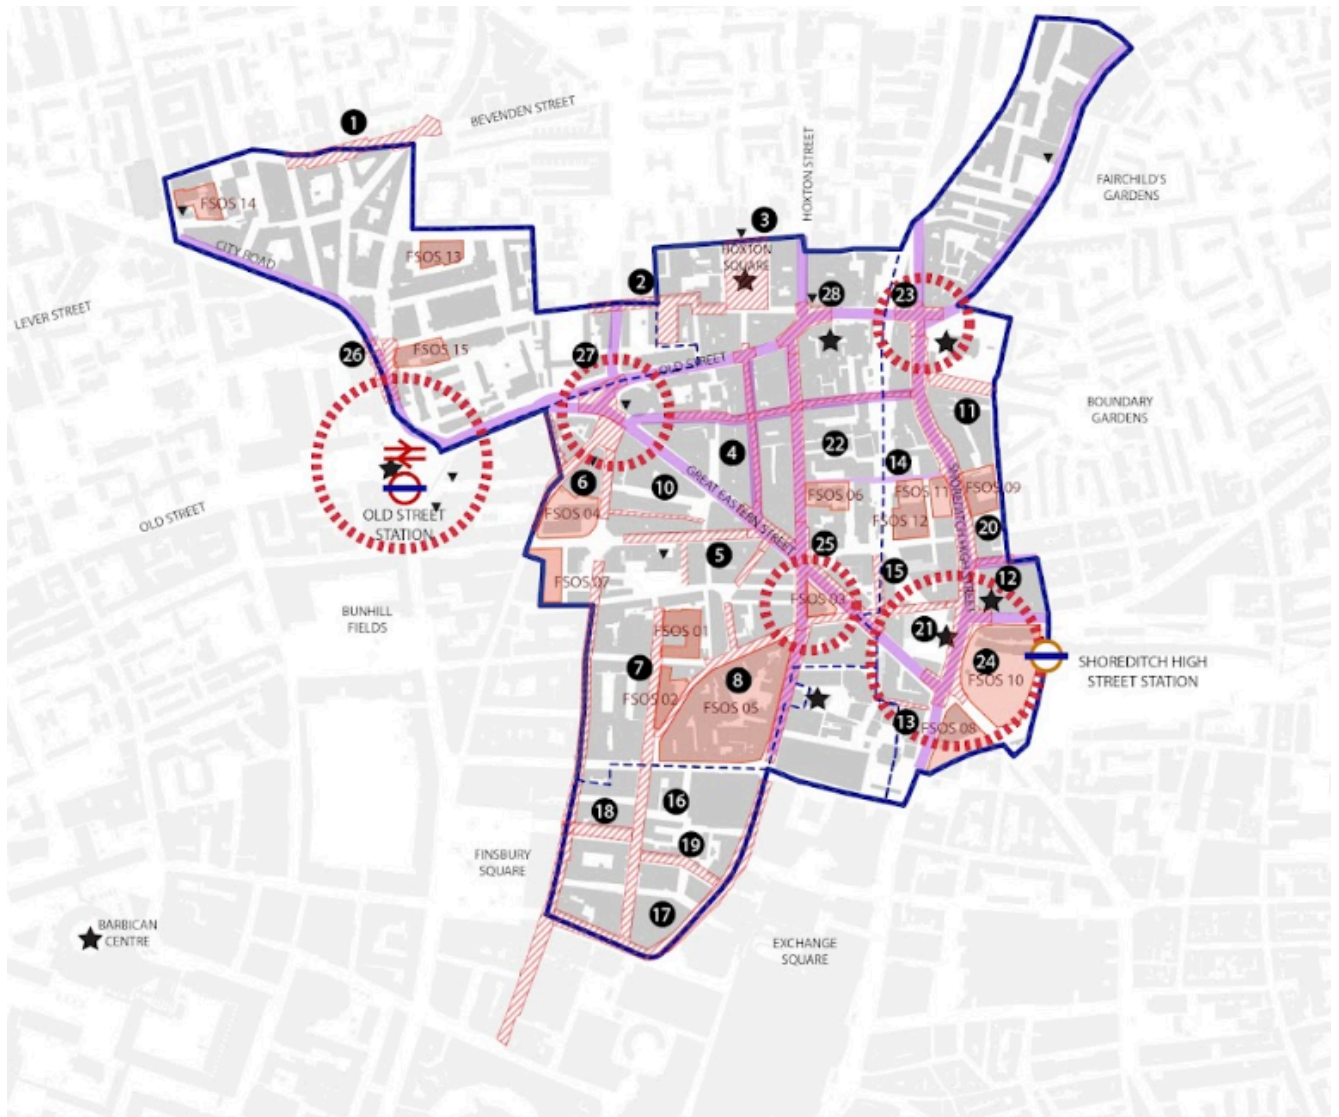 1
BEVENDEN STREET
HOXTON STREET
FAIRCHILD'S
GARDENS
FSOS 14
3
CITY ROAD
FSOS 13
HOXTON
SQUARE
2
28
23
LEVER STREET
26
FSOS 15
27
OLD STREET
11
BOUNDARY
GARDENS
4
22
14
6
10
GREAT EASTERN STREET
SHOREDITCH HIGH STREET
FSOS 06
FSOS 11
FSOS 09
OLD STREET
OLD STREET
STATION
FSOS 04
FSOS 12
20
5
25
15
12
FSOS 07
FSOS 03
BUNHILL
FIELDS
FSOS 01
21
7
8
24
SHOREDITCH HIGH
STREET STATION
FSOS 02
FSOS 05
FSOS 10
13
FSOS 08
18
16
19
FINSBURY
SQUARE
17
BARBICAN
CENTRE
EXCHANGE
SQUARE